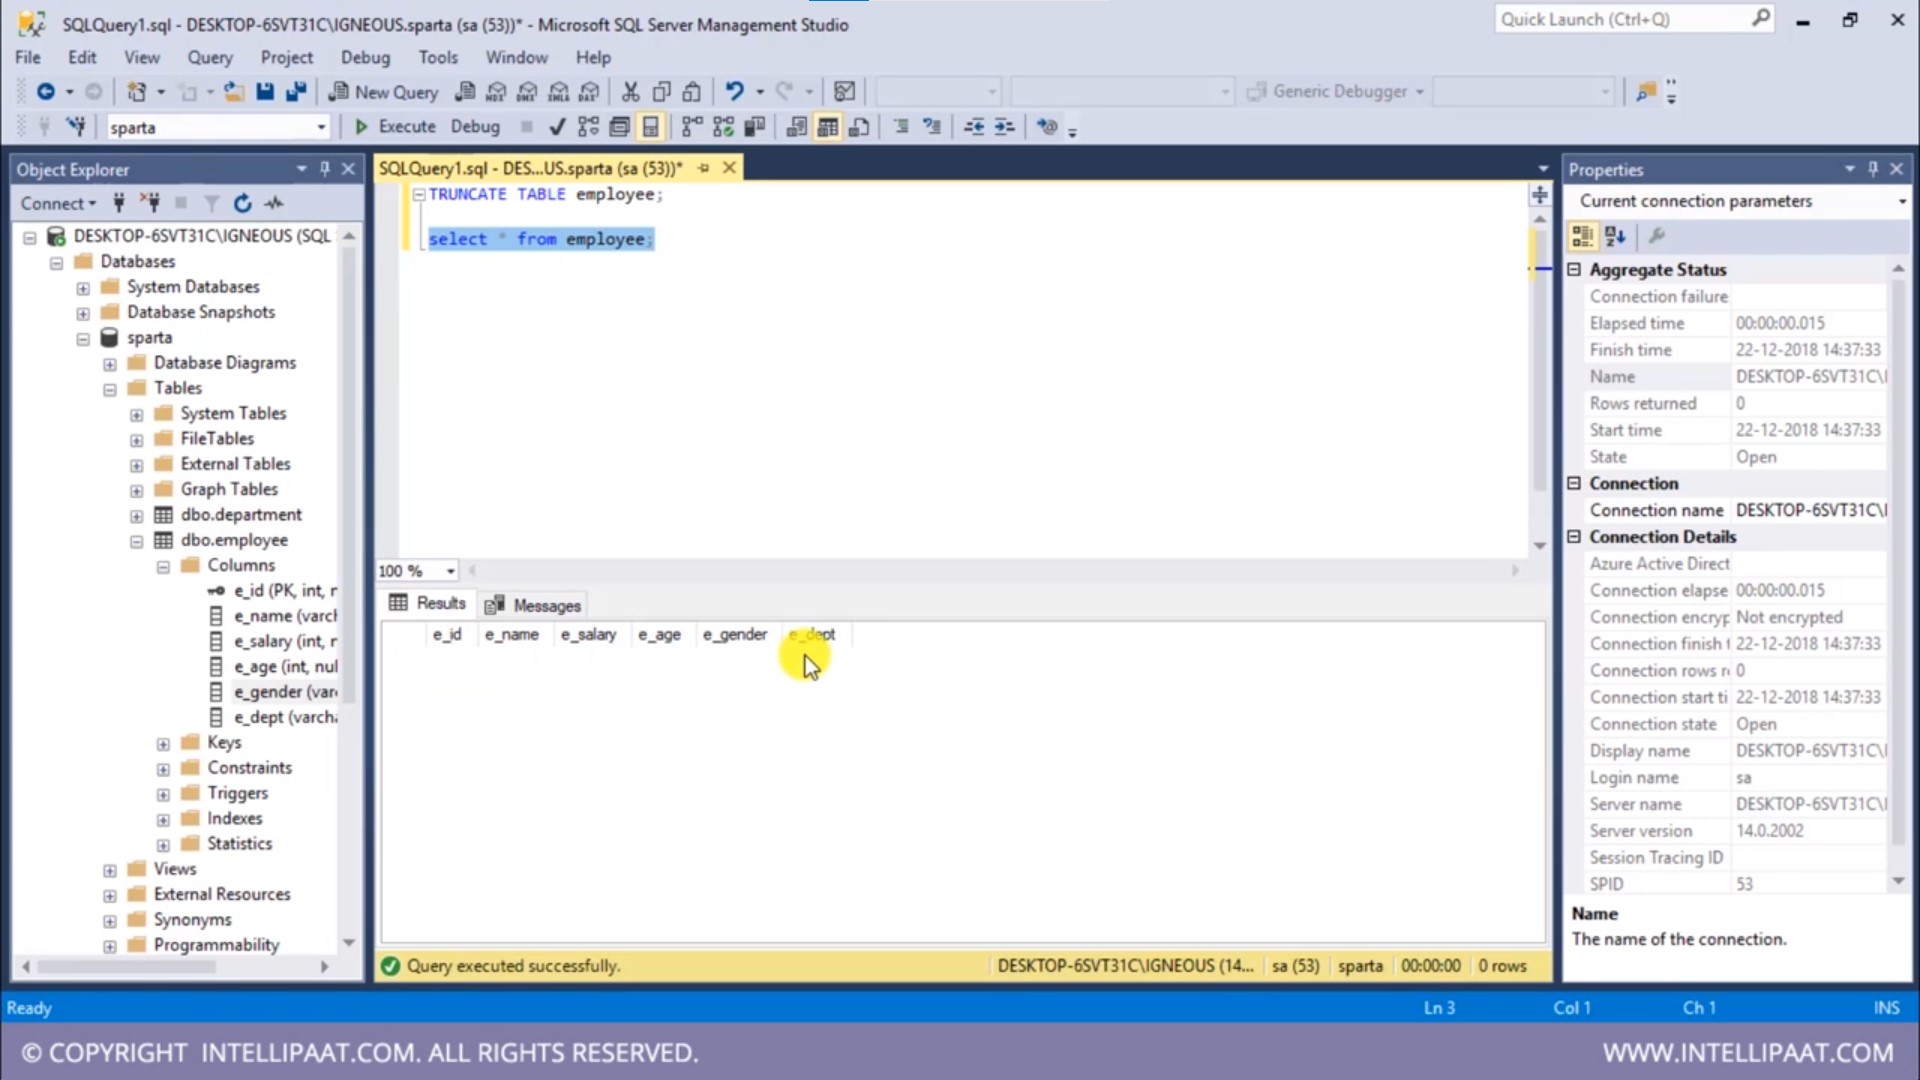 SQLQuery1.sql - DESKTOP-6SVT31C\IGNEOUS.sparta (sa (53))* - Microsoft SQL Server Management Studio
Quick Launch (Ctrl+Q)
File Edit View Query Project Debug Tools Window Help
New Query
MDX DMX XMLA DAX
Generic Debugger
sparta
Execute Debug
Object Explorer
Connect
DESKTOP-6SVT31C\IGNEOUS (SQL
Databases
System Databases
Database Snapshots
sparta
Database Diagrams
Tables
System Tables
FileTables
External Tables
Graph Tables
dbo.department
dbo.employee
Columns
e_id (PK, int, r
e_name (varch
e_salary (int, n
e_age (int, nul
e_gender (varc
e_dept (varcha
Keys
Constraints
Triggers
Indexes
Statistics
Views
External Resources
Synonyms
Programmability
SQLQuery1.sql - DES...US.sparta (sa (53))*
TRUNCATE TABLE employee;
select * from employee;
100 %
Results Messages
e_id e_name e_salary e_age e_gender e_dept
Query executed successfully.
DESKTOP-6SVT31C\IGNEOUS (14... sa (53) sparta 00:00:00 0 rows
Properties
Current connection parameters
Aggregate Status
Connection failure
Elapsed time 00:00:00.015
Finish time 22-12-2018 14:37:33
Name DESKTOP-6SVT31C\I
Rows returned 0
Start time 22-12-2018 14:37:33
State Open
Connection
Connection name DESKTOP-6SVT31C\I
Connection Details
Azure Active Direct
Connection elapse 00:00:00.015
Connection encryp Not encrypted
Connection finish t 22-12-2018 14:37:33
Connection rows re 0
Connection start ti 22-12-2018 14:37:33
Connection state Open
Display name DESKTOP-6SVT31C\I
Login name sa
Server name DESKTOP-6SVT31C\I
Server version 14.0.2002
Session Tracing ID
SPID 53
Name
The name of the connection.
Ready Ln 3 Col 1 Ch 1 INS
© COPYRIGHT INTELLIPAAT.COM. ALL RIGHTS RESERVED.
WWW.INTELLIPAAT.COM